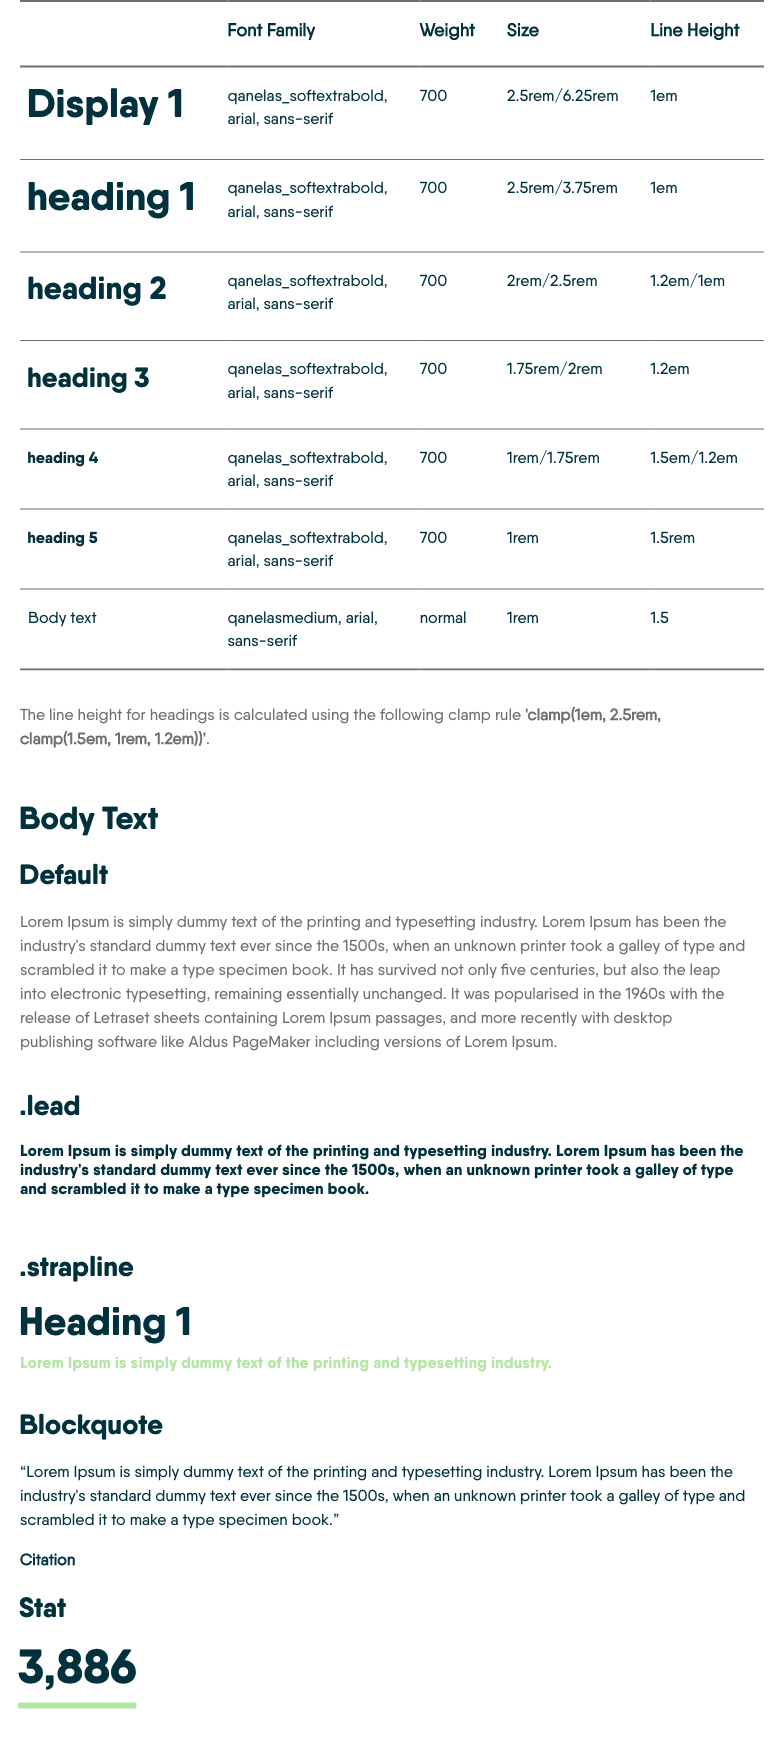 Font Family Weight Size Line Height
Display 1 qanelas_softextrabold, 700 2.5rem/6.25rem 1em
arial, sans-serif
heading 1 qanelas_softextrabold, 700 2.5rem/3.75rem 1em
arial, sans-serif
heading 2 qanelas_softextrabold, 700 2rem/2.5rem 1.2em/1em
arial, sans-serif
heading 3 qanelas_softextrabold, 700 1.75rem/2rem 1.2em
arial, sans-serif
heading 4 qanelas_softextrabold, 700 1rem/1.75rem 1.5em/1.2em
arial, sans-serif
heading 5 qanelas_softextrabold, 700 1rem 1.5rem
arial, sans-serif
Body text qanelasmedium, arial, normal 1rem 1.5
sans-serif
The line height for headings is calculated using the following clamp rule 'clamp(1em, 2.5rem,
clamp(1.5em, 1rem, 1.2em))'.
Body Text
Default
Lorem Ipsum is simply dummy text of the printing and typesetting industry. Lorem Ipsum has been the
industry's standard dummy text ever since the 1500s, when an unknown printer took a galley of type and
scrambled it to make a type specimen book. It has survived not only five centuries, but also the leap
into electronic typesetting, remaining essentially unchanged. It was popularised in the 1960s with the
release of Letraset sheets containing Lorem Ipsum passages, and more recently with desktop
publishing software like Aldus PageMaker including versions of Lorem Ipsum.
.lead
Lorem Ipsum is simply dummy text of the printing and typesetting industry. Lorem Ipsum has been the
industry's standard dummy text ever since the 1500s, when an unknown printer took a galley of type
and scrambled it to make a type specimen book.
.strapline
Heading 1
Lorem Ipsum is simply dummy text of the printing and typesetting industry.
Blockquote
“Lorem Ipsum is simply dummy text of the printing and typesetting industry. Lorem Ipsum has been the
industry's standard dummy text ever since the 1500s, when an unknown printer took a galley of type and
scrambled it to make a type specimen book.”
Citation
Stat
3,886